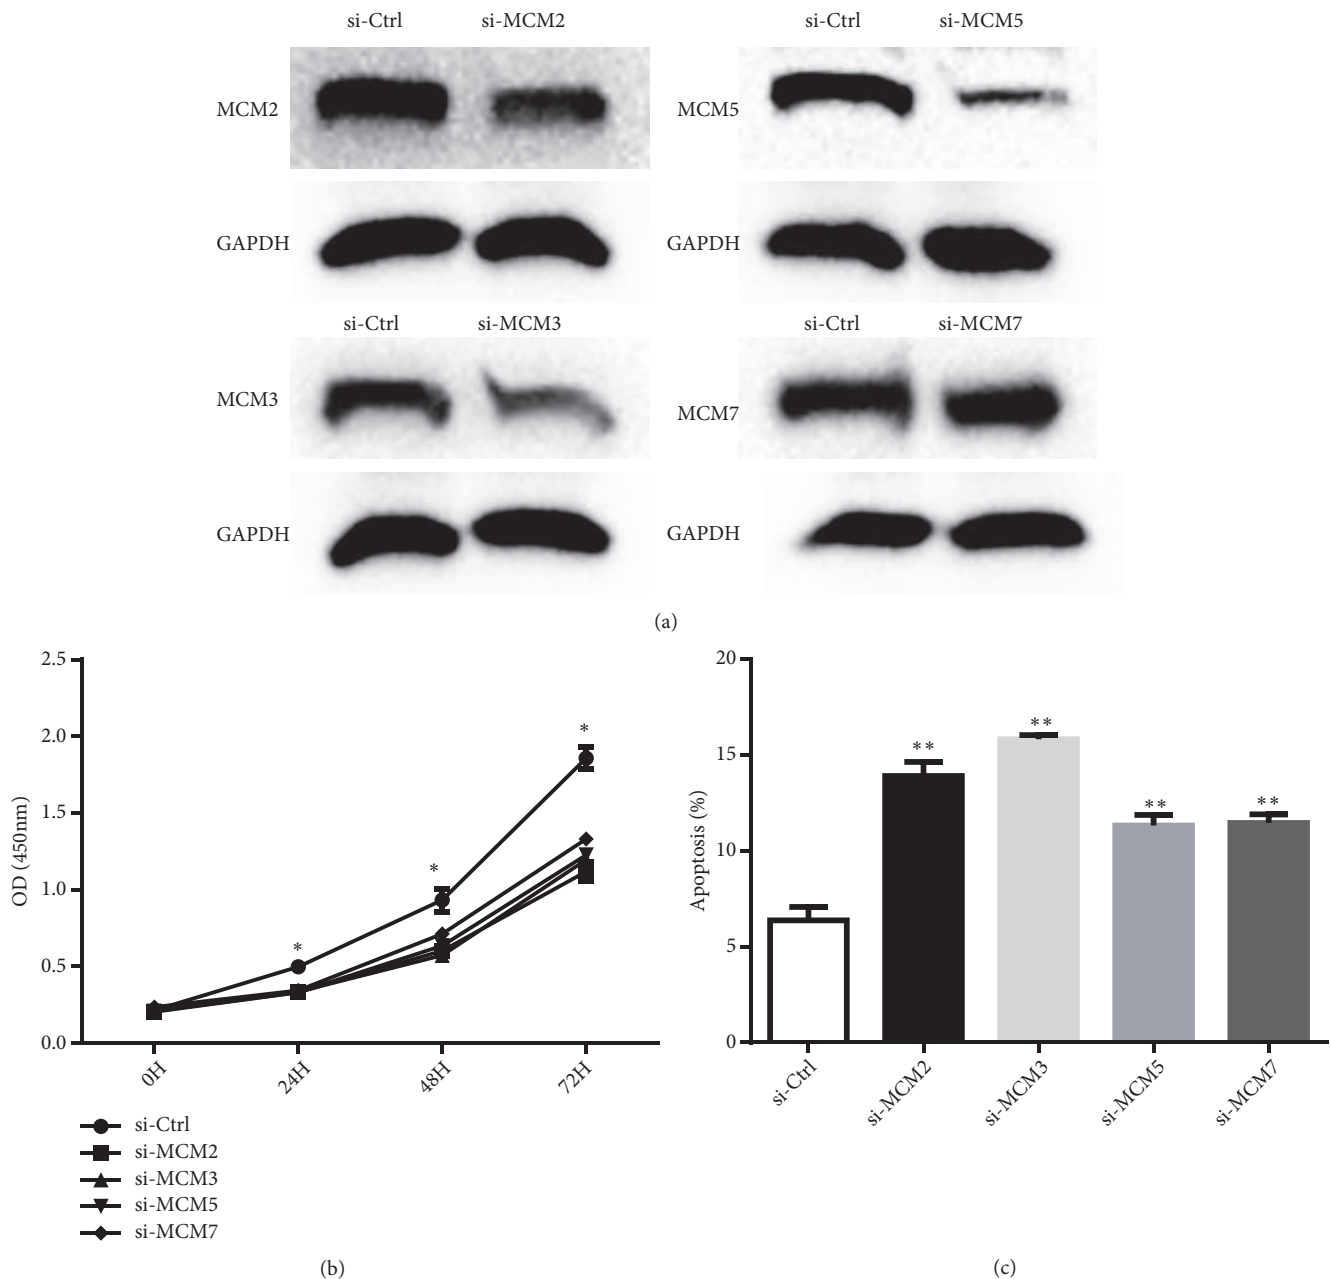 si-Ctrl si-MCM2 si-Ctrl si-MCM5
MCM2 MCM5
GAPDH GAPDH
si-Ctrl si-MCM3 si-Ctrl si-MCM7
MCM3 MCM7
GAPDH GAPDH
(a)
2.5
2.0
1.5
1.0
0.5
0.0
OD (450nm)
* * *
0H 24H 48H 72H
si-Ctrl
si-MCM2
si-MCM3
si-MCM5
si-MCM7
(b)
20
15
10
5
0
Apoptosis (%)
** ** ** **
si-Ctrl si-MCM2 si-MCM3 si-MCM5 si-MCM7
(c)